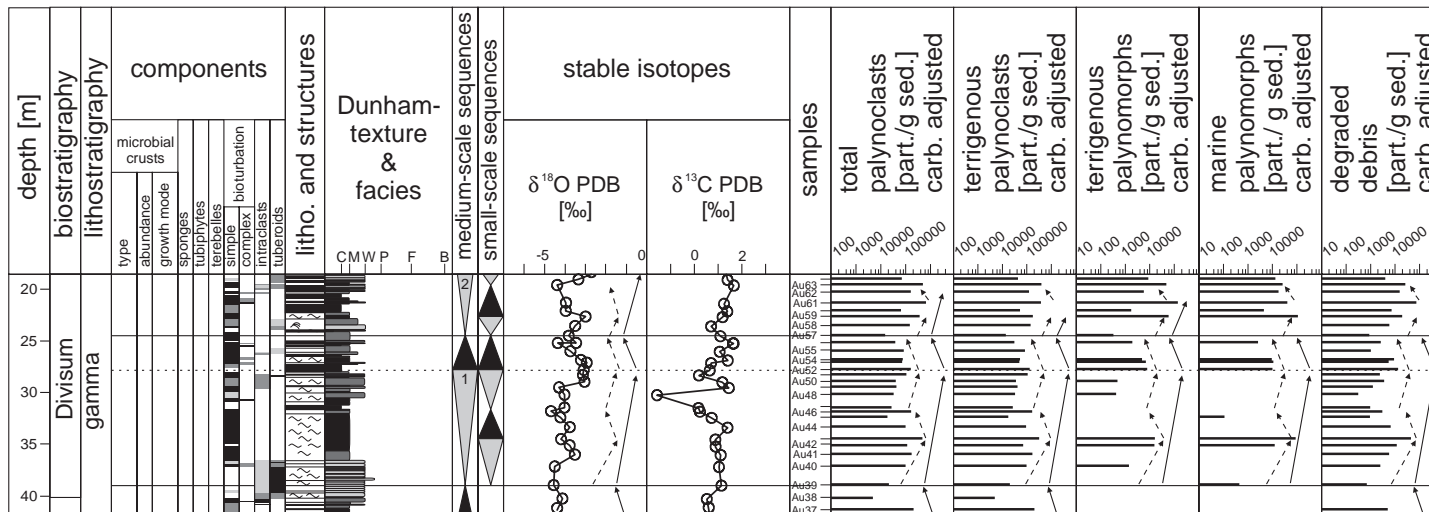 depth [m]
biostratigraphy
lithostratigraphy
components
microbial
crusts
type
abundance
growth mode
sponges
tubiphytes
terebelles
bioturbation
simple
complex
intraclasts
tuberoids
litho. and structures
Dunham-
texture
&
facies
C M W P F B
medium-scale sequences
small-scale sequences
stable isotopes
δ18O PDB
[‰]
-5 0
δ13C PDB
[‰]
0 2
samples
total
palynoclasts
[part./g sed.]
carb. adjusted
100 1000 10000 100000
terrigenous
palynoclasts
[part./g sed.]
carb. adjusted
100 1000 10000 100000
terrigenous
palynomorphs
[part./g sed.]
carb. adjusted
10 100 1000 10000
marine
palynomorphs
[part./ g sed.]
carb. adjusted
10 100 1000 10000
degraded
debris
[part./g sed.]
carb. adjusted
10 100 1000 10000
20
25
30
35
40
Divisum
gamma
2
1
Au63
Au62
Au61
Au59
Au58
Au57
Au55
Au54
Au52
Au50
Au48
Au46
Au44
Au42
Au41
Au40
Au39
Au38
Au37